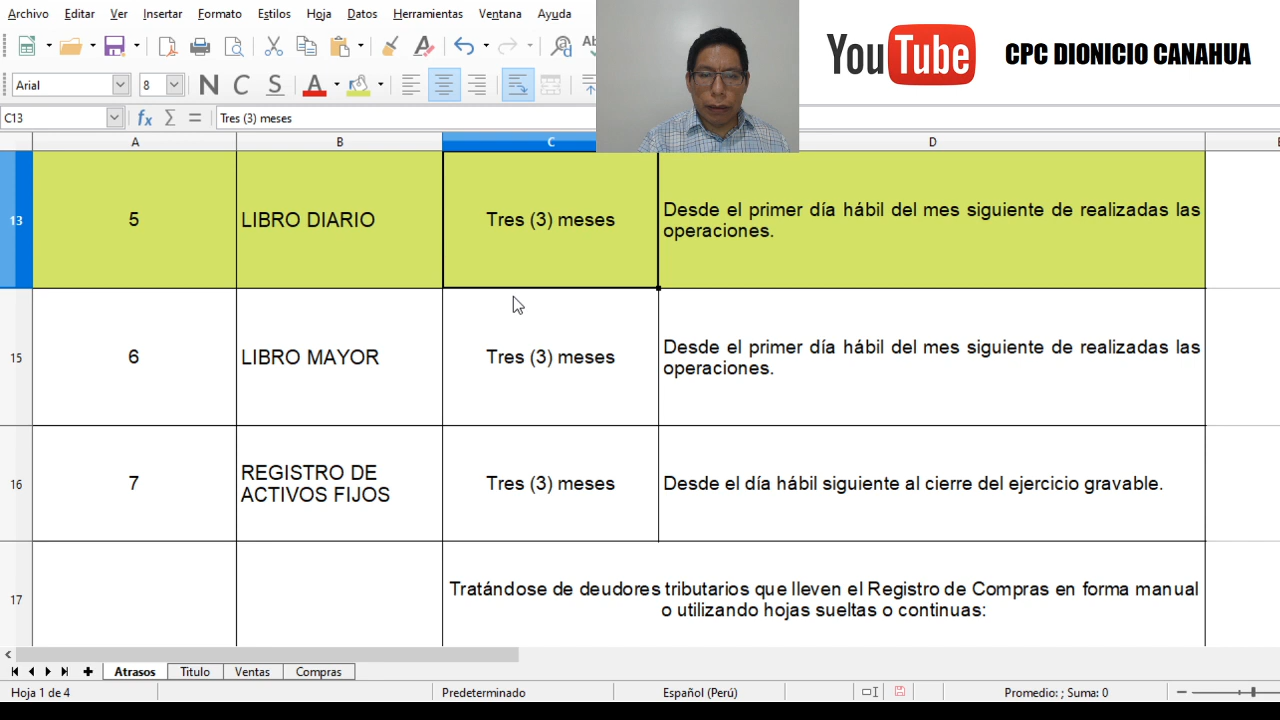 Archivo Editar Ver Insertar Formato Estilos Hoja Datos Herramientas Ventana Ayuda
YouTube
CPC DIONICIO CANAHUA
Arial 8 N C S A
C13 fx Σ = Tres (3) meses
A B C D
13 5 LIBRO DIARIO Tres (3) meses
Desde el primer día hábil del mes siguiente de realizadas las
operaciones.
15 6 LIBRO MAYOR Tres (3) meses
Desde el primer día hábil del mes siguiente de realizadas las
operaciones.
16 7 REGISTRO DE
ACTIVOS FIJOS
Tres (3) meses Desde el día hábil siguiente al cierre del ejercicio gravable.
17
Tratándose de deudores tributarios que lleven el Registro de Compras en forma manual
o utilizando hojas sueltas o continuas:
Atrasos Titulo Ventas Compras
Hoja 1 de 4 Predeterminado Español (Perú) Promedio: ; Suma: 0